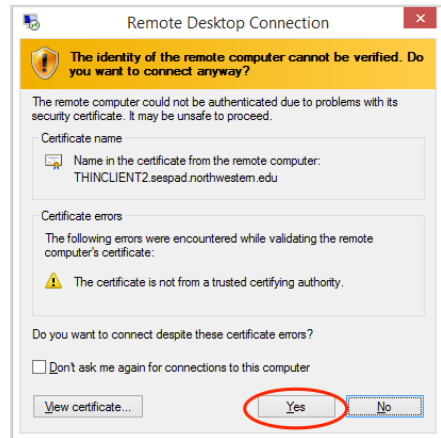 Remote Desktop Connection
The identity of the remote computer cannot be verified. Do
you want to connect anyway?
The remote computer could not be authenticated due to problems with its
security certificate. It may be unsafe to proceed.
Certificate name
Name in the certificate from the remote computer:
THINCLIENT2.sespad.northwestern.edu
Certificate errors
The following errors were encountered while validating the remote
computer's certificate:
The certificate is not from a trusted certifying authority.
Do you want to connect despite these certificate errors?
Don't ask me again for connections to this computer
View certificate...
Yes
No